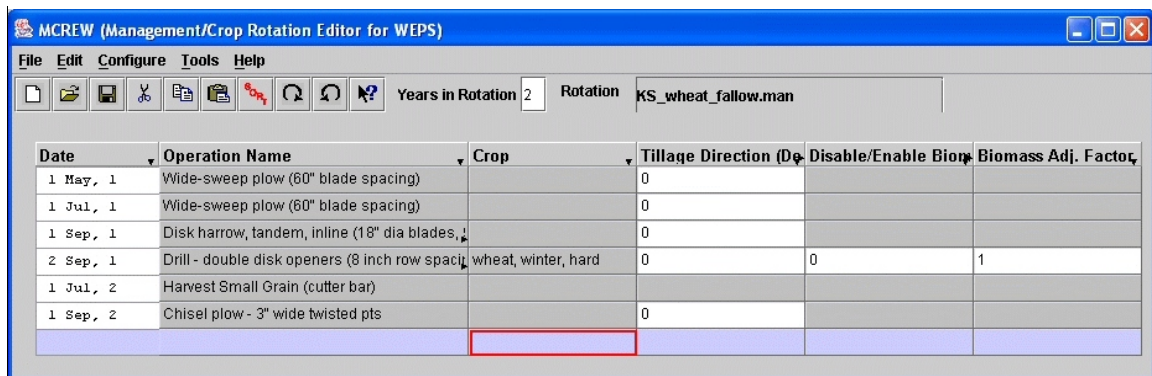 MCREW (Management/Crop Rotation Editor for WEPS)
File Edit Configure Tools Help
SORT Years in Rotation 2 Rotation KS_wheat_fallow.man
Date Operation Name Crop Tillage Direction (De Disable/Enable Biom Biomass Adj. Factor
1 May, 1 Wide-sweep plow (60" blade spacing) 0
1 Jul, 1 Wide-sweep plow (60" blade spacing) 0
1 Sep, 1 Disk harrow, tandem, inline (18" dia blades, 0
2 Sep, 1 Drill - double disk openers (8 inch row spaci wheat, winter, hard 0 0 1
1 Jul, 2 Harvest Small Grain (cutter bar)
1 Sep, 2 Chisel plow - 3" wide twisted pts 0